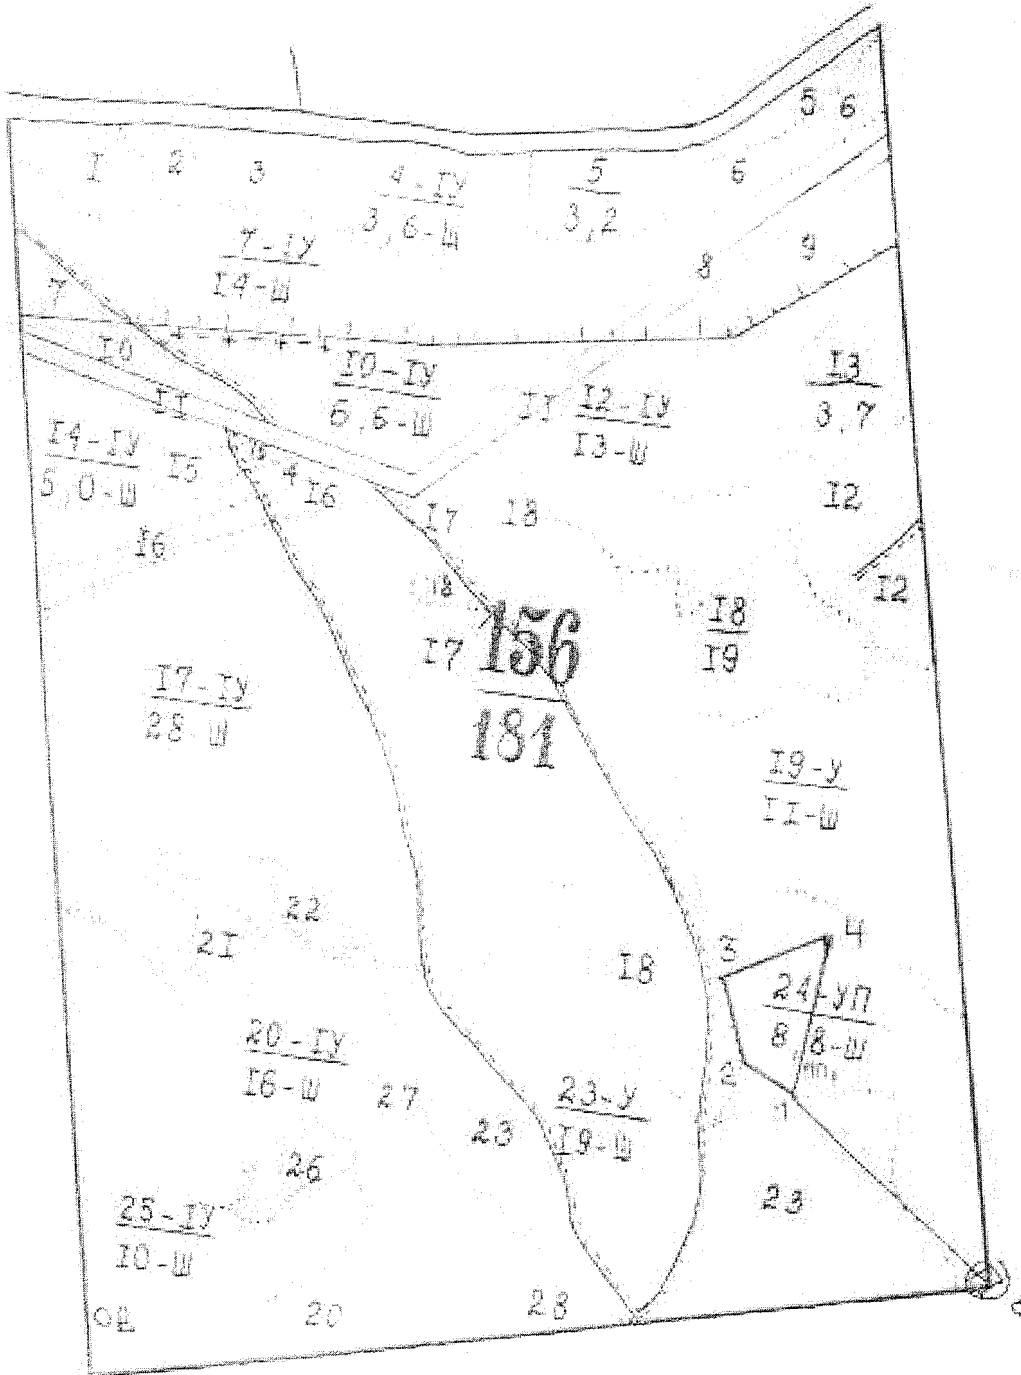 5 6
I 2 3
4-IУ
3,6-Ш
5
3,2
6
7-IУ
I4-Ш
8
9
7
I0
I0-IУ
6,6-Ш
II
I2-IУ
I3-Ш
I3
3,7
II
I4-IУ
5,0-Ш
I5
4
I6
I7
I8
I2
I6
I8
I2
I8
I9
156
181
I7
I7-IУ
28-Ш
I9-У
II-Ш
22
2I
I8
3
4
24-УП
8,8-Ш
2
1
20-IУ
I6-Ш
27
23
23-У
I9-Ш
26
23
25-IУ
I0-Ш
20
28